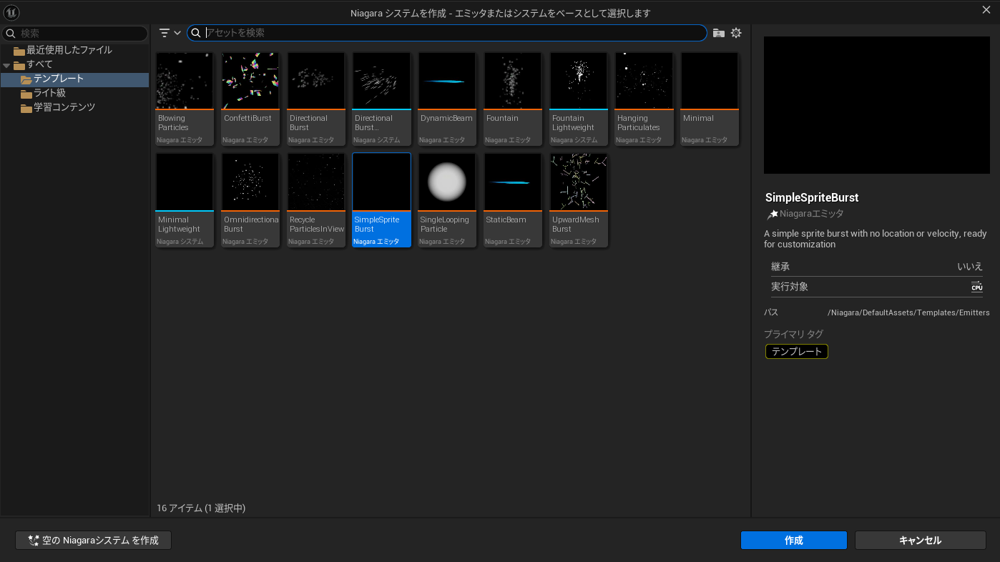 Niagara システムを作成 - エミッタまたはシステムをベースとして選択します
検索
アセットを検索
最近使用したファイル
すべて
テンプレート
ライト級
学習コンテンツ
Blowing
Particles
Niagara エミッタ
ConfettiBurst
Niagara エミッタ
Directional
Burst
Niagara エミッタ
Directional
Burst...
Niagara システム
DynamicBeam
Niagara エミッタ
Fountain
Niagara エミッタ
Fountain
Lightweight
Niagara システム
Hanging
Particulates
Niagara エミッタ
Minimal
Niagara エミッタ
Minimal
Lightweight
Niagara システム
Omnidirectiona
Burst
Niagara エミッタ
Recycle
ParticlesInView
Niagara エミッタ
SimpleSprite
Burst
Niagara エミッタ
SingleLooping
Particle
Niagara エミッタ
StaticBeam
Niagara エミッタ
UpwardMesh
Burst
Niagara エミッタ
16 アイテム (1 選択中)
SimpleSpriteBurst
Niagaraエミッタ
A simple sprite burst with no location or velocity, ready
for customization
継承 いいえ
実行対象 CPU
パス /Niagara/DefaultAssets/Templates/Emitters
プライマリ タグ
テンプレート
空の Niagaraシステム を作成
作成
キャンセル